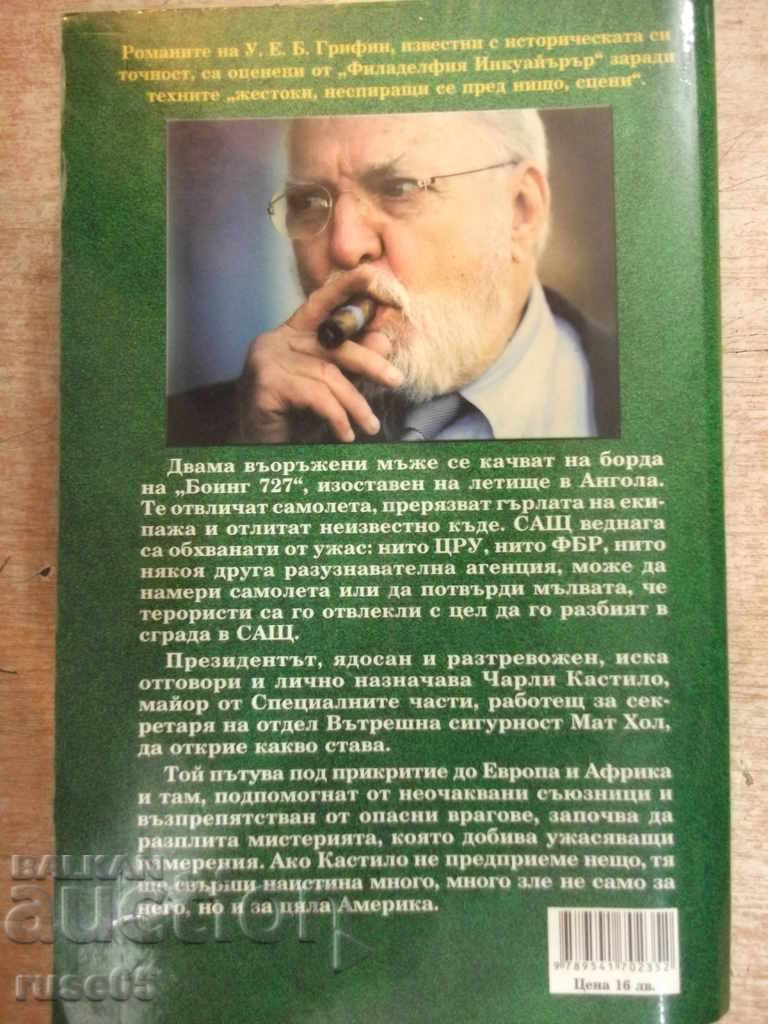 Романите на У. Е. Б. Грифин, известни с историческата си
точност, са оценени от „Филаделфия Инкуайърър“ заради
техните „жестоки, неспиращи се пред нищо, сцени“.
Двама въоръжени мъже се качват на борда
на „Боинг 727“, изоставен на летище в Ангола.
Те отвличат самолета, прерязват гърлата на еки-
пажа и отлитат неизвестно къде. САЩ веднага
са обхванати от ужас: нито ЦРУ, нито ФБР, нито
някоя друга разузнавателна агенция, може да
намери самолета или да потвърди мълвата, че
терористи са го отвлекли с цел да го разбият в
сграда в САЩ.
Президентът, ядосан и разтревожен, иска
отговори и лично назначава Чарли Кастило,
майор от Специалните части, работещ за сек-
ретаря на отдел Вътрешна сигурност Мат Хол,
да открие какво става.
Той пътува под прикритие до Европа и Африка
и там, подпомогнат от неочаквани съюзници и
възпрепятстван от опасни врагове, започва да
разплита мистерията, която добива ужасяващи
измерения. Ако Кастило не предприеме нещо, тя
ще свърши наистина много, много зле не само за
него, но и за цяла Америка.
BALKAN
auction
ruse05
9 789541 702352
Цена 16 лв.